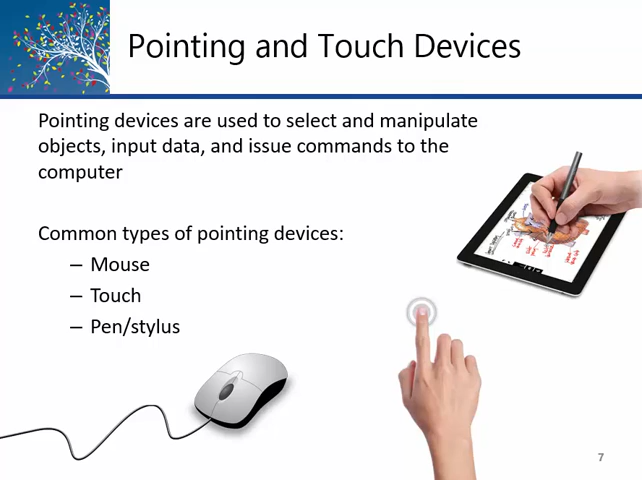 Pointing and Touch Devices
Pointing devices are used to select and manipulate
objects, input data, and issue commands to the
computer
Common types of pointing devices:
– Mouse
– Touch
– Pen/stylus
7